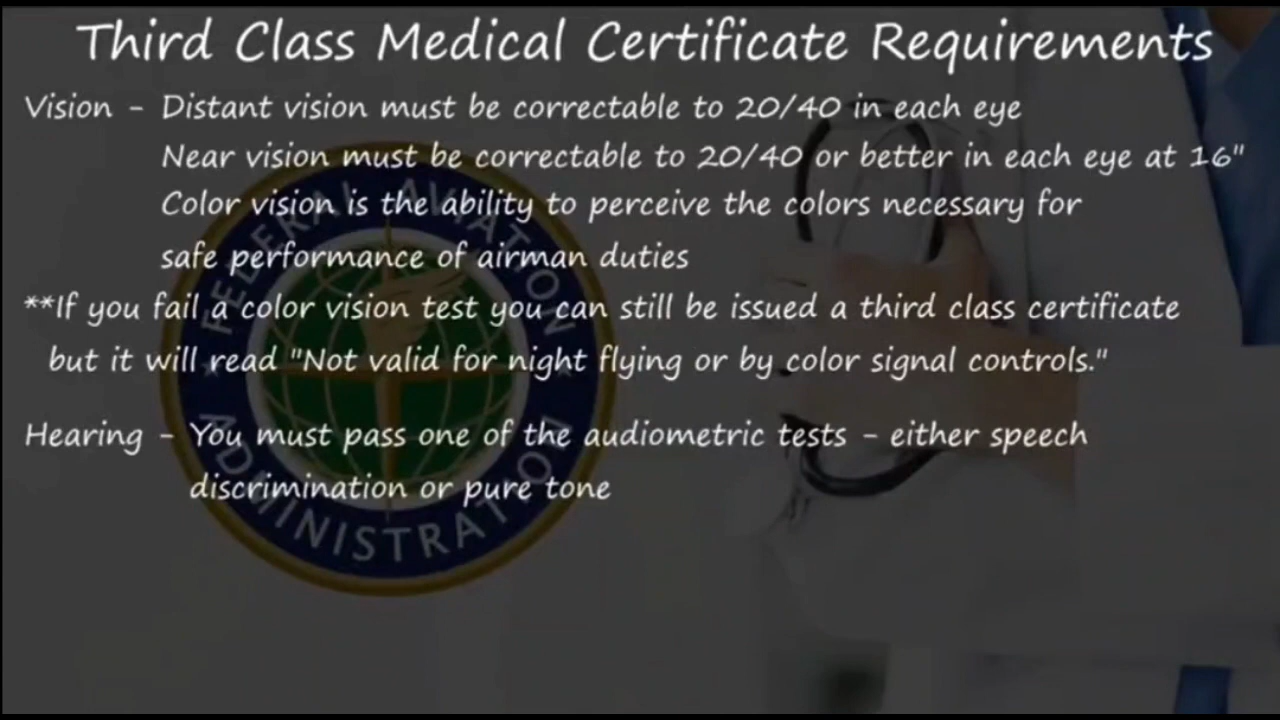 Third Class Medical Certificate Requirements
Vision - Distant vision must be correctable to 20/40 in each eye
Near vision must be correctable to 20/40 or better in each eye at 16"
Color vision is the ability to perceive the colors necessary for
safe performance of airman duties
**If you fail a color vision test you can still be issued a third class certificate
but it will read "Not valid for night flying or by color signal controls."
Hearing - You must pass one of the audiometric tests - either speech
discrimination or pure tone
FEDERAL AVIATION
ADMINISTRATION